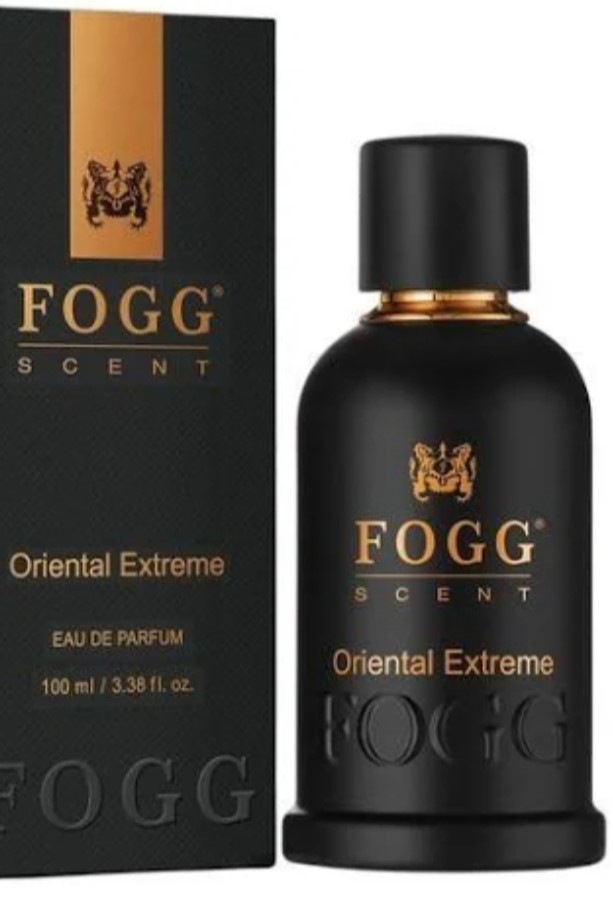 FOGG®
SCENT
Oriental Extreme
EAU DE PARFUM
100 ml / 3.38 fl. oz.
FOGG
FOGG®
SCENT
Oriental Extreme
FOGG